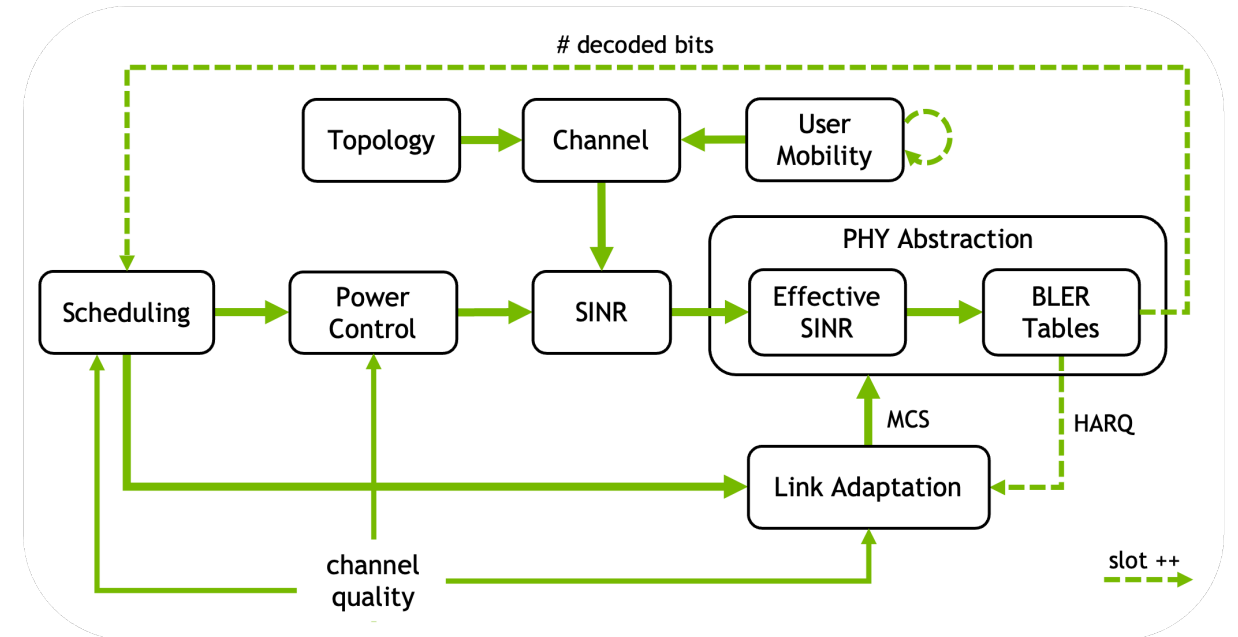 # decoded bits
Topology
Channel
User
Mobility
PHY Abstraction
Scheduling
Power
Control
SINR
Effective
SINR
BLER
Tables
MCS
HARQ
Link Adaptation
channel
quality
slot ++